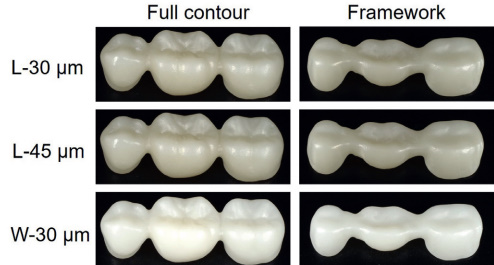 Full contour Framework
L-30 µm
L-45 µm
W-30 µm